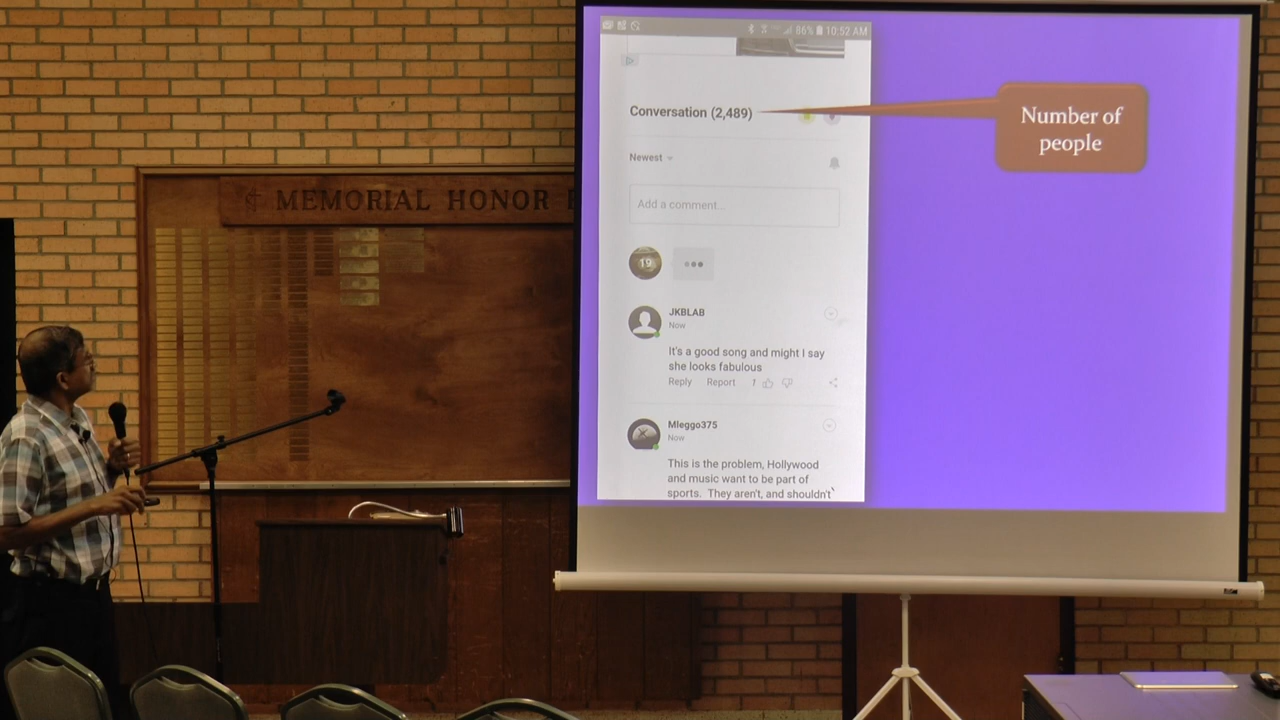 86% 10:52 AM
Conversation (2,489)
Number of
people
Newest
Add a comment...
19
JKBLAB
Now
It's a good song and might I say
she looks fabulous
Reply Report 1
Mleggo375
Now
This is the problem, Hollywood
and music want to be part of
sports. They aren't, and shouldn't
MEMORIAL HONOR